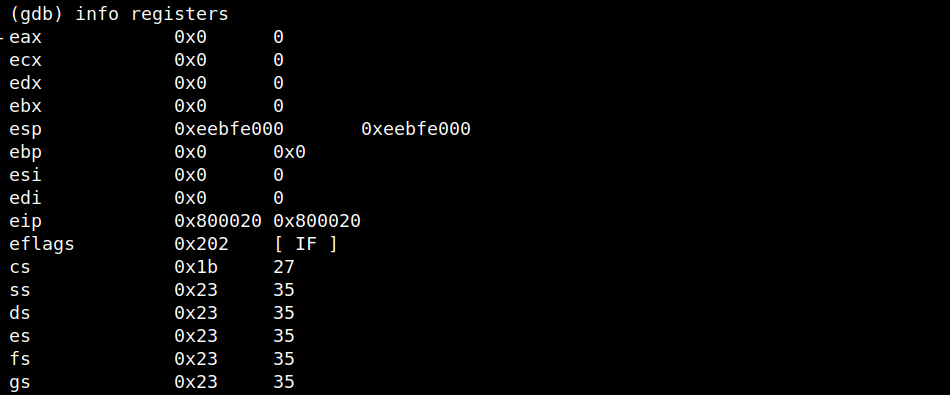 (gdb) info registers
eax            0x0      0
ecx            0x0      0
edx            0x0      0
ebx            0x0      0
esp            0xeebfe000       0xeebfe000
ebp            0x0      0x0
esi            0x0      0
edi            0x0      0
eip            0x800020 0x800020
eflags         0x202    [ IF ]
cs             0x1b     27
ss             0x23     35
ds             0x23     35
es             0x23     35
fs             0x23     35
gs             0x23     35